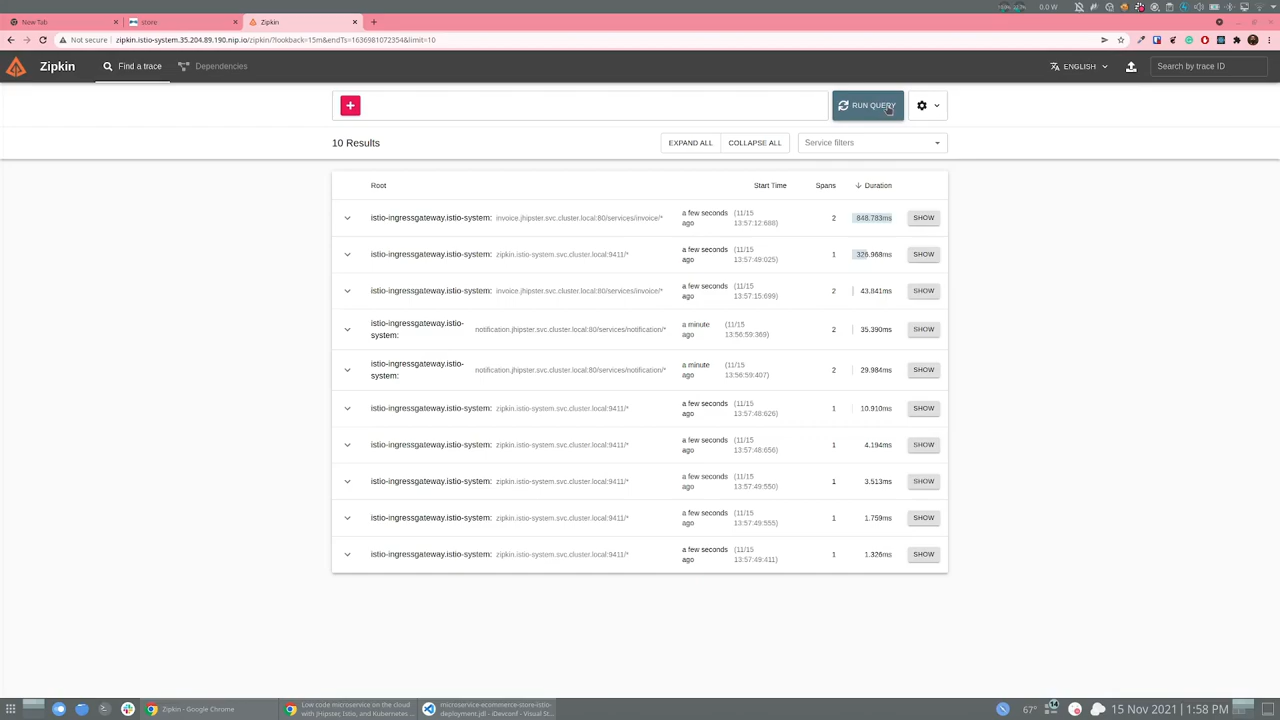 New Tab
store
Zipkin
Not secure
zipkin.istio-system.35.204.89.190.nip.io/zipkin/?lookback=15m&endTs=1636981072354&limit=10
Zipkin
Find a trace
Dependencies
ENGLISH
Search by trace ID
RUN QUERY
10 Results
EXPAND ALL
COLLAPSE ALL
Service filters
Root
Start Time
Spans
Duration
istio-ingressgateway.istio-system: invoice.jhipster.svc.cluster.local:80/services/invoice/*
a few seconds ago
(11/15 13:57:12:688)
2
848.783ms
SHOW
istio-ingressgateway.istio-system: zipkin.istio-system.svc.cluster.local:9411/*
a few seconds ago
(11/15 13:57:49:025)
1
326.968ms
SHOW
istio-ingressgateway.istio-system: invoice.jhipster.svc.cluster.local:80/services/invoice/*
a few seconds ago
(11/15 13:57:15:699)
2
43.841ms
SHOW
istio-ingressgateway.istio-system: notification.jhipster.svc.cluster.local:80/services/notification/*
a minute ago
(11/15 13:56:59:369)
2
35.390ms
SHOW
istio-ingressgateway.istio-system: notification.jhipster.svc.cluster.local:80/services/notification/*
a minute ago
(11/15 13:56:59:407)
2
29.984ms
SHOW
istio-ingressgateway.istio-system: zipkin.istio-system.svc.cluster.local:9411/*
a few seconds ago
(11/15 13:57:48:626)
1
10.910ms
SHOW
istio-ingressgateway.istio-system: zipkin.istio-system.svc.cluster.local:9411/*
a few seconds ago
(11/15 13:57:48:656)
1
4.194ms
SHOW
istio-ingressgateway.istio-system: zipkin.istio-system.svc.cluster.local:9411/*
a few seconds ago
(11/15 13:57:49:550)
1
3.513ms
SHOW
istio-ingressgateway.istio-system: zipkin.istio-system.svc.cluster.local:9411/*
a few seconds ago
(11/15 13:57:49:555)
1
1.759ms
SHOW
istio-ingressgateway.istio-system: zipkin.istio-system.svc.cluster.local:9411/*
a few seconds ago
(11/15 13:57:49:411)
1
1.326ms
SHOW
Zipkin - Google Chrome
Low code microservice on the cloud
with JHipster, Istio, and Kubernetes ...
microservice-ecommerce-store-istio-
deployment.jdl - iDevconf - Visual St...
67°
15 Nov 2021
1:58 PM